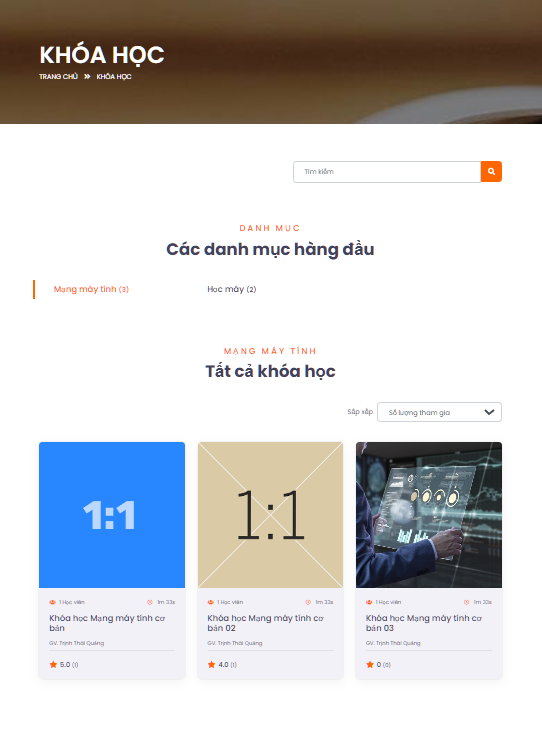 KHÓA HỌC
TRANG CHỦ » KHÓA HỌC
Tìm kiếm
DANH MUC
Các danh mục hàng đầu
Mạng máy tính (3)
Học máy (2)
MẠNG MÁY TÍNH
Tất cả khóa học
Sắp xếp
Số lượng tham gia
1:1
1:1
1 Học viên
1m 33s
1 Học viên
1m 33s
1 Học viên
1m 33s
Khóa học Mạng máy tính cơ
bản
Khóa học Mạng máy tính cơ
bản 02
Khóa học Mạng máy tính cơ
bản 03
GV. Trịnh Thái Quảng
GV. Trịnh Thái Quảng
GV. Trịnh Thái Quảng
5.0 (1)
4.0 (1)
0 (0)